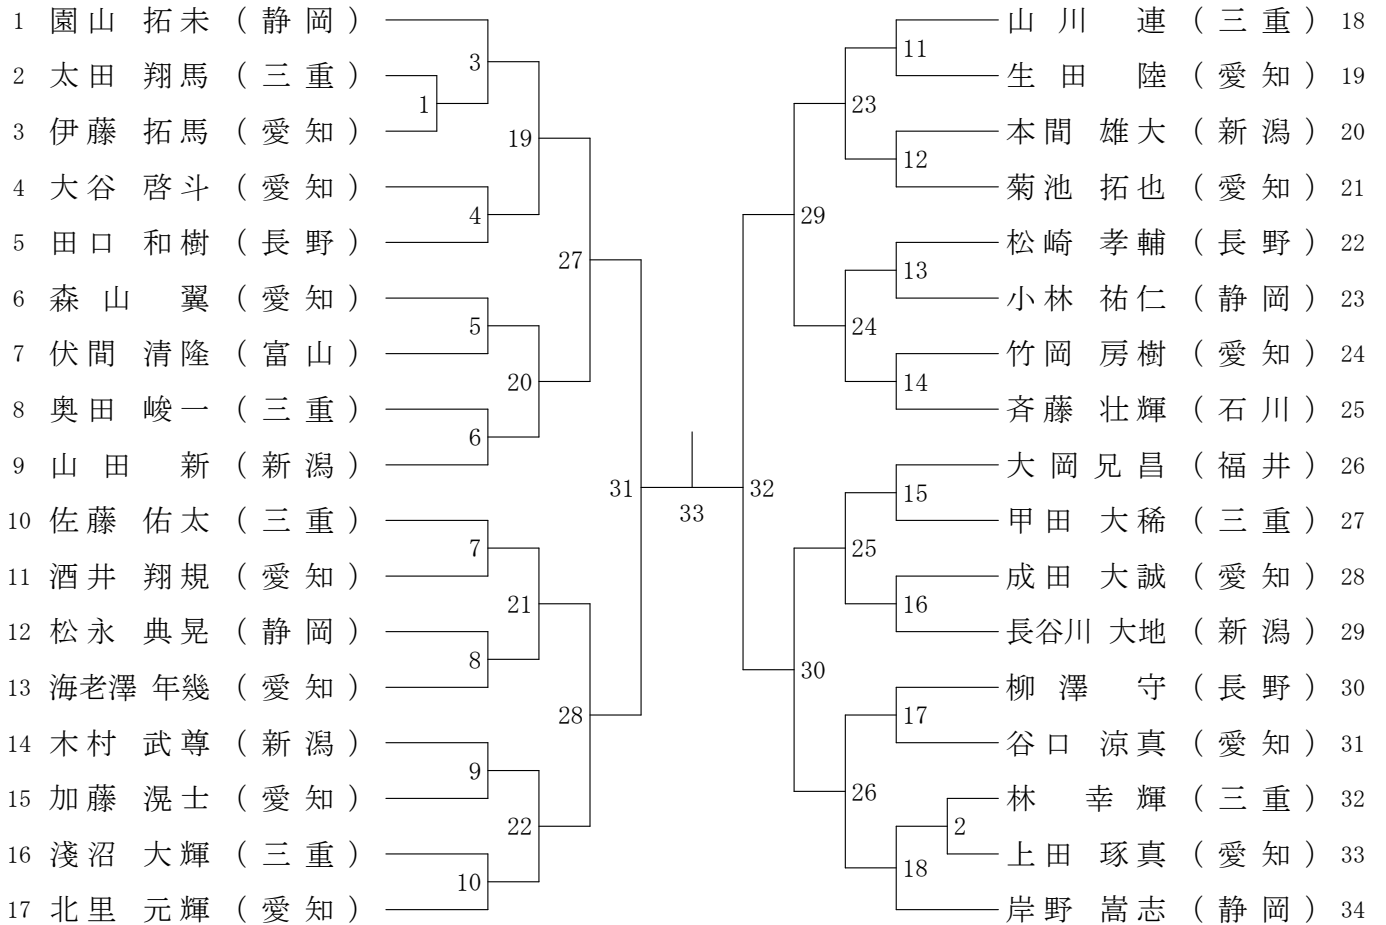 1 園山 拓未 (静岡)
2 太田 翔馬 (三重)
3 伊藤 拓馬 (愛知)
4 大谷 啓斗 (愛知)
5 田口 和樹 (長野)
6 森山 翼 (愛知)
7 伏間 清隆 (富山)
8 奥田 峻一 (三重)
9 山田 新 (新潟)
10 佐藤 佑太 (三重)
11 酒井 翔規 (愛知)
12 松永 典晃 (静岡)
13 海老澤 年幾 (愛知)
14 木村 武尊 (新潟)
15 加藤 滉士 (愛知)
16 淺沼 大輝 (三重)
17 北里 元輝 (愛知)
1
3
4
5
6
7
8
9
10
19
20
21
22
27
28
31
33
32
29
30
23
24
25
26
11
12
13
14
15
16
17
2
18
山川 連 (三重) 18
生田 陸 (愛知) 19
本間 雄大 (新潟) 20
菊池 拓也 (愛知) 21
松崎 孝輔 (長野) 22
小林 祐仁 (静岡) 23
竹岡 房樹 (愛知) 24
斉藤 壮輝 (石川) 25
大岡兄昌 (福井) 26
甲田 大稀 (三重) 27
成田 大誠 (愛知) 28
長谷川 大地 (新潟) 29
柳澤 守 (長野) 30
谷口 涼真 (愛知) 31
林 幸輝 (三重) 32
上田 琢真 (愛知) 33
岸野 嵩志 (静岡) 34